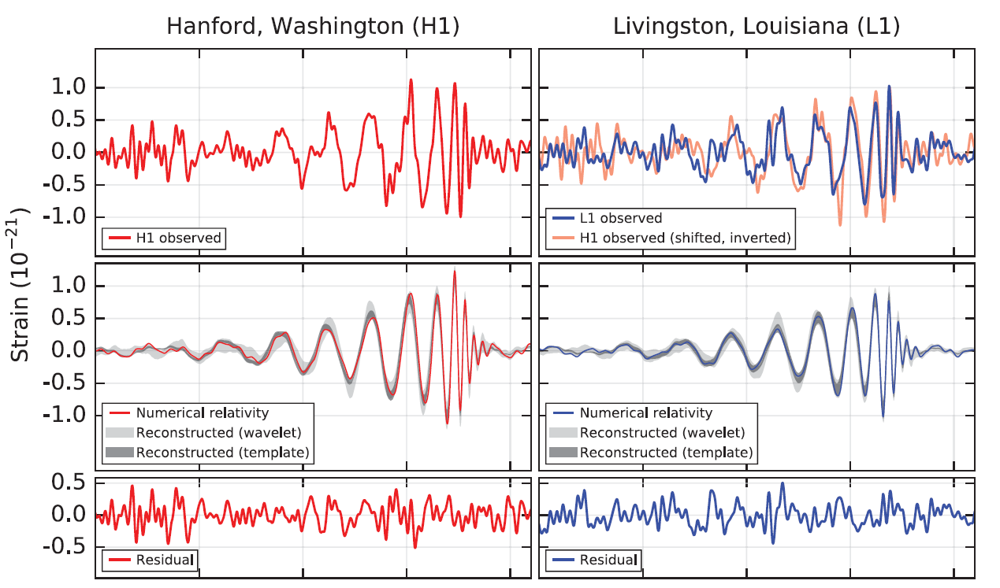 Hanford, Washington (H1)
Livingston, Louisiana (L1)
Strain (10⁻²¹)
1.0
0.5
0.0
-0.5
-1.0
H1 observed
L1 observed
H1 observed (shifted, inverted)
1.0
0.5
0.0
-0.5
-1.0
Numerical relativity
Reconstructed (wavelet)
Reconstructed (template)
Numerical relativity
Reconstructed (wavelet)
Reconstructed (template)
0.5
0.0
-0.5
Residual
Residual